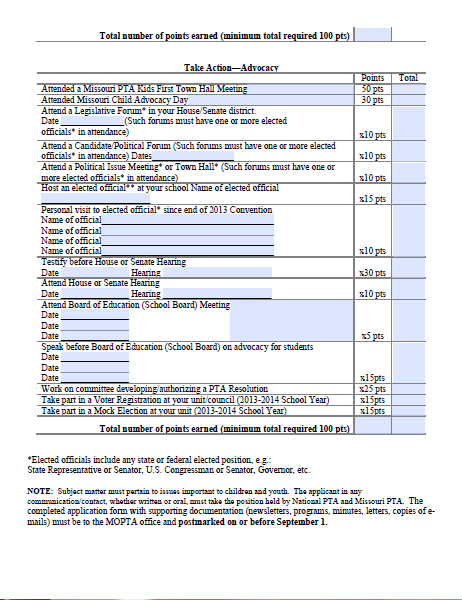 Total number of points earned (minimum total required 100 pts)
Take Action—Advocacy
Points Total
Attended a Missouri PTA Kids First Town Hall Meeting 50 pts
Attended Missouri Child Advocacy Day 30 pts
Attend a Legislative Forum* in your House/Senate district.
Date (Such forums must have one or more elected
officials* in attendance) x10 pts
Attend a Candidate/Political Forum (Such forums must have one or more elected
officials* in attendance) Dates x10 pts
Attend a Political Issue Meeting* or Town Hall* (Such forums must have one or
more elected officials* in attendance) x10 pts
Host an elected official** at your school Name of elected official
x15 pts
Personal visit to elected official* since end of 2013 Convention
Name of official
Name of official
Name of official
Name of official x10 pts
Testify before House or Senate Hearing
Date Hearing x30 pts
Attend House or Senate Hearing
Date Hearing x10 pts
Attend Board of Education (School Board) Meeting
Date
Date
Date x5 pts
Speak before Board of Education (School Board) on advocacy for students
Date
Date
Date x15pts
Work on committee developing/authorizing a PTA Resolution x25 pts
Take part in a Voter Registration at your unit/council (2013-2014 School Year) x15pts
Take part in a Mock Election at your unit (2013-2014 School Year) x15pts
Total number of points earned (minimum total required 100 pts)
*Elected officials include any state or federal elected position, e.g.:
State Representative or Senator, U.S. Congressman or Senator, Governor, etc.
NOTE: Subject matter must pertain to issues important to children and youth. The applicant in any
communication/contact, whether written or oral, must take the position held by National PTA and Missouri PTA. The
completed application form with supporting documentation (newsletters, programs, minutes, letters, copies of e-
mails) must be to the MOPTA office and postmarked on or before September 1.